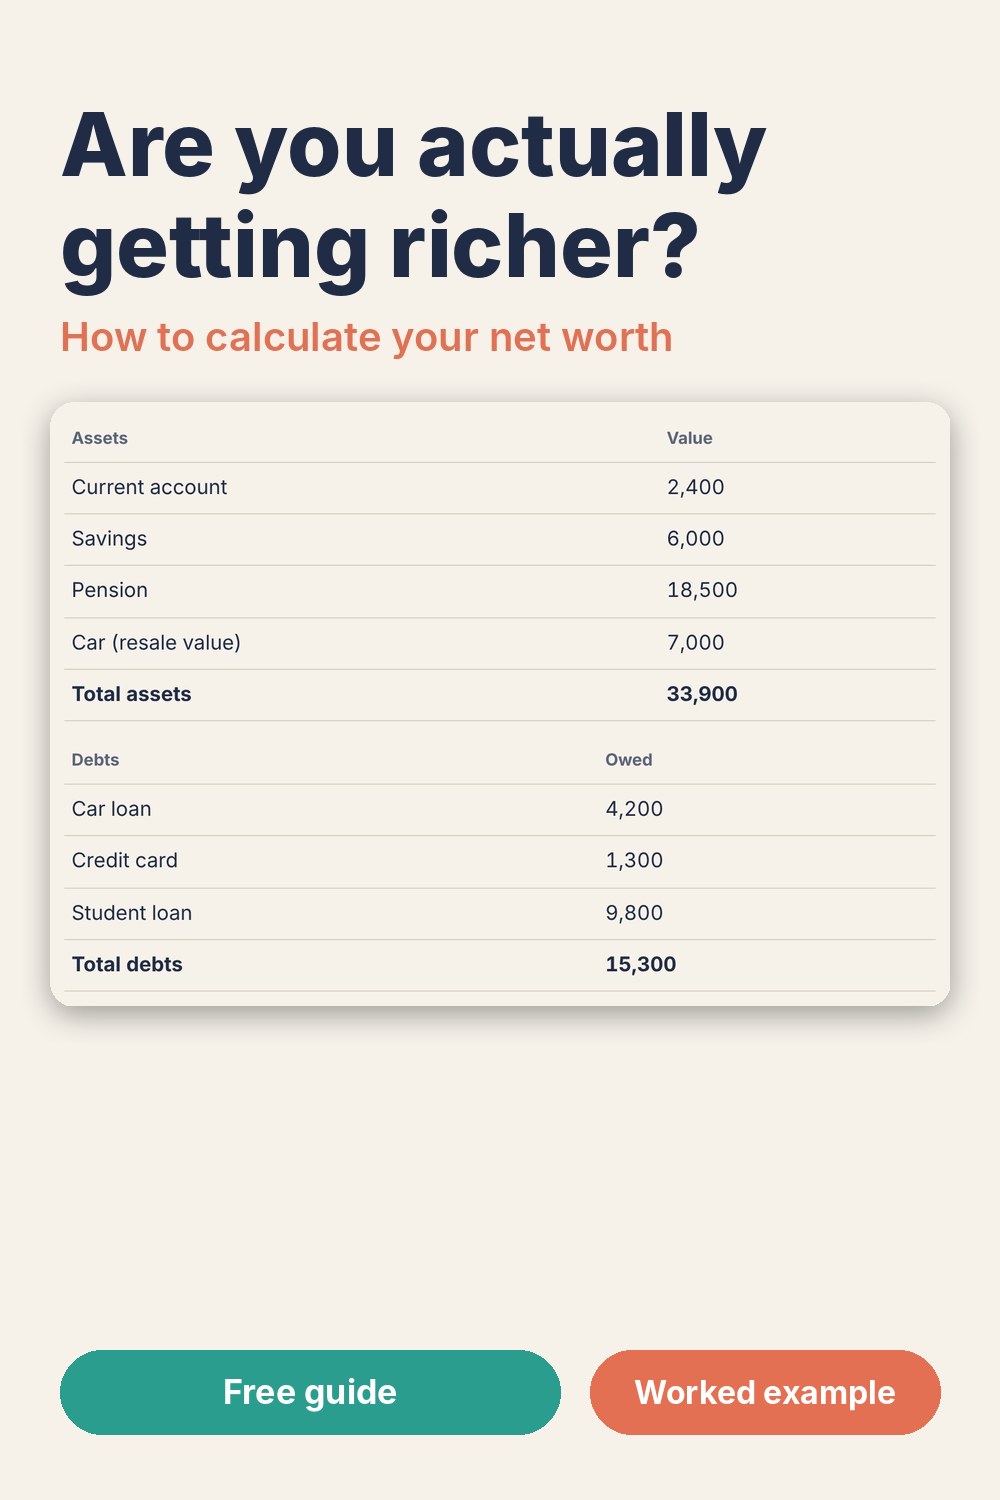 Are you actually
getting richer?
How to calculate your net worth
Assets Value
Current account 2,400
Savings 6,000
Pension 18,500
Car (resale value) 7,000
Total assets 33,900
Debts Owed
Car loan 4,200
Credit card 1,300
Student loan 9,800
Total debts 15,300
Free guide Worked example